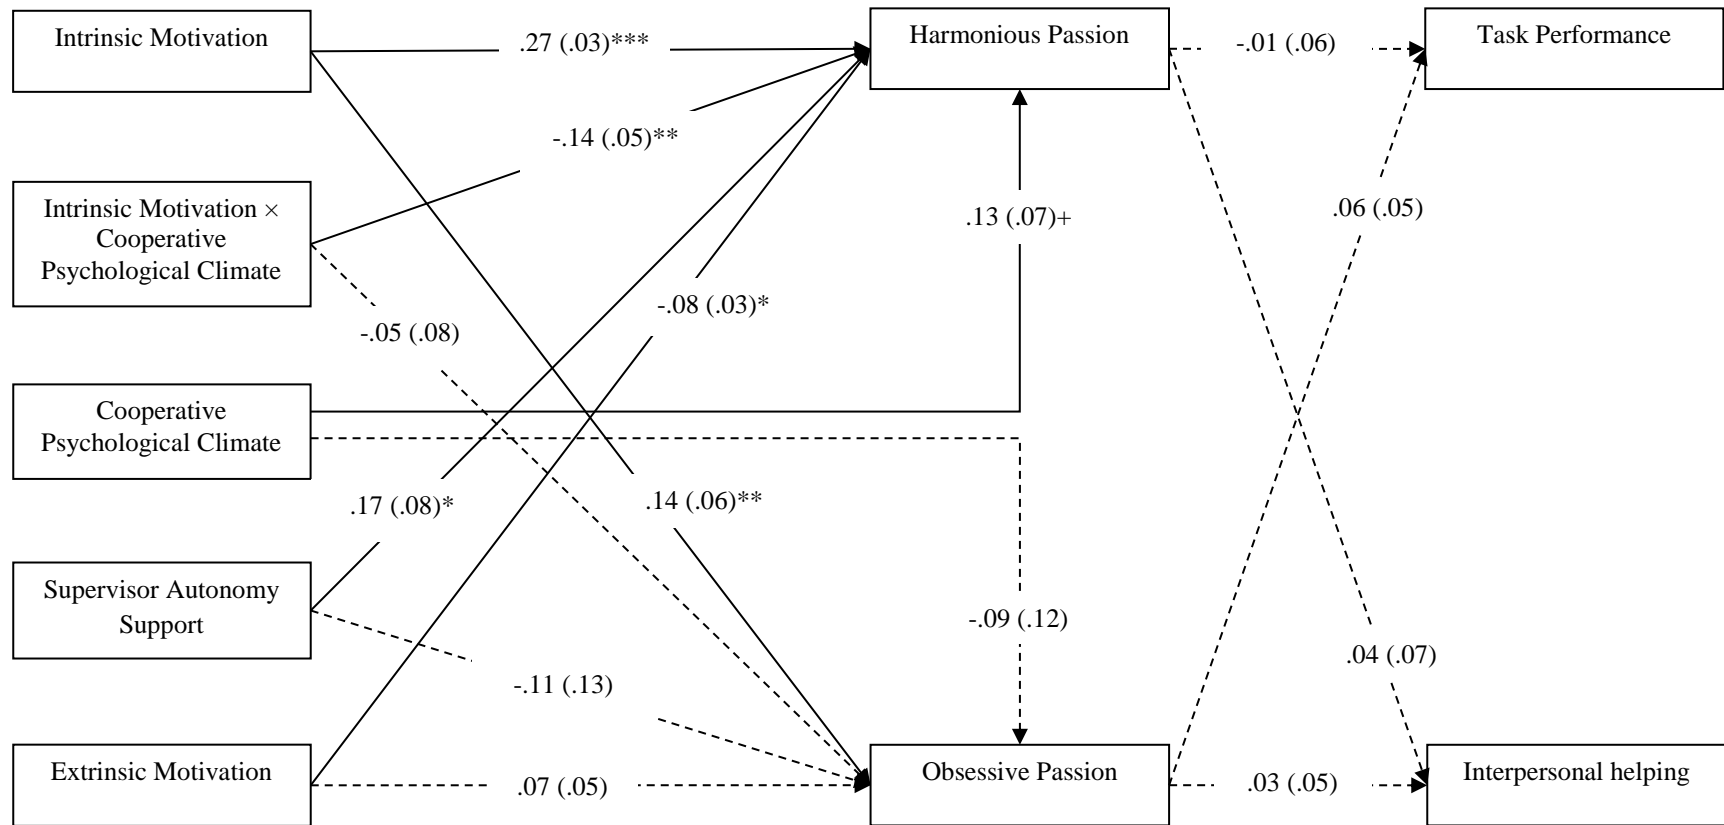 Intrinsic Motivation
.27 (.03)***
Harmonious Passion
-.01 (.06)
Task Performance
-.14 (.05)**
Intrinsic Motivation ×
Cooperative
Psychological Climate
.13 (.07)+
.06 (.05)
-.08 (.03)*
-.05 (.08)
Cooperative
Psychological Climate
.17 (.08)*
.14 (.06)**
Supervisor Autonomy
Support
-.09 (.12)
.04 (.07)
-.11 (.13)
Extrinsic Motivation
.07 (.05)
Obsessive Passion
.03 (.05)
Interpersonal helping